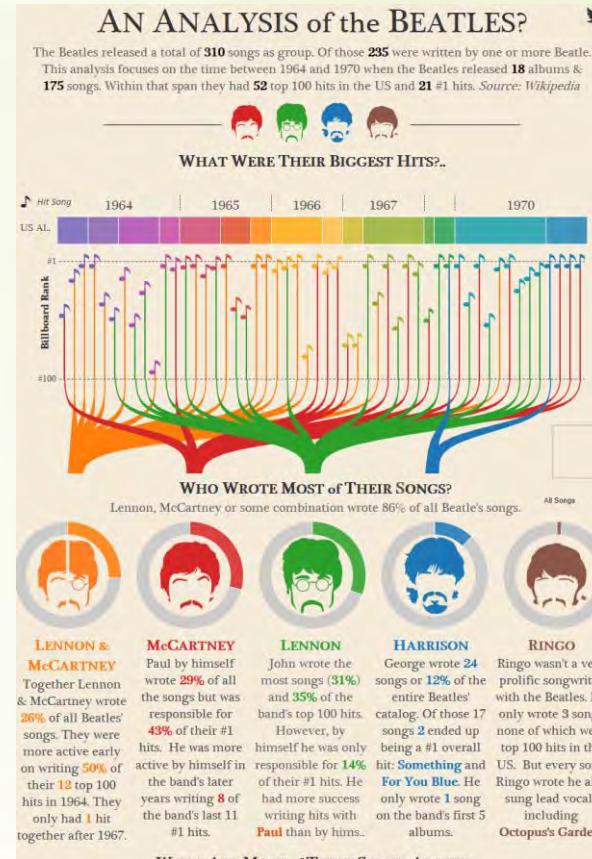 AN ANALYSIS of the BEATLES?
The Beatles released a total of 310 songs as group. Of those 235 were written by one or more Beatle.
This analysis focuses on the time between 1964 and 1970 when the Beatles released 18 albums &
175 songs. Within that span they had 52 top 100 hits in the US and 21 #1 hits. Source: Wikipedia
WHAT WERE THEIR BIGGEST HITS?..
Hit Song
1964 1965 1966 1967 1970
US AL.
#1
Billboard Rank
#100
WHO WROTE MOST of THEIR SONGS?
Lennon, McCartney or some combination wrote 86% of all Beatle's songs.
All Songs
LENNON &
McCARTNEY
Together Lennon
& McCartney wrote
26% of all Beatles'
songs. They were
more active early
on writing 50% of
their 12 top 100
hits in 1964. They
only had 1 hit
together after 1967.
McCARTNEY
Paul by himself
wrote 29% of all
the songs but was
responsible for
43% of their #1
hits. He was more
active by himself in
the band's later
years writing 8 of
the band's last 11
#1 hits.
LENNON
John wrote the
most songs (31%)
and 35% of the
band's top 100 hits.
However, by
himself he was only
responsible for 14%
of their #1 hits. He
had more success
writing hits with
Paul than by hims..
HARRISON
George wrote 24
songs or 12% of the
entire Beatles'
catalog. Of those 17
songs 2 ended up
being a #1 overall
hit: Something and
For You Blue. He
only wrote 1 song
on the band's first 5
albums.
RINGO
Ringo wasn't a ve
prolific songwrit
with the Beatles.
only wrote 3 son
none of which we
top 100 hits in th
US. But every so
Ringo wrote he al
sung lead vocal
including
Octopus's Garde